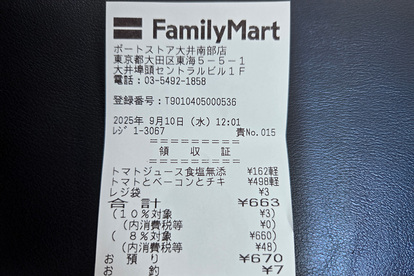 FamilyMart
ポートストア大井南部店
東京都大田区東海5-5-1
大井埠頭セントラルビル1F
電話:03-5492-1858
登録番号:T9010405000536
2025年 9月10日(水)12:01
レジ 1-3067 責No.015
========
領 収 証
========
トマトジュース食塩無添 ¥162軽
トマトとベーコンとチキ ¥498軽
レジ袋 ¥3
合 計 ¥663
(10%対象 ¥3)
(内消費税等 ¥0)
( 8%対象 ¥660)
(内消費税等 ¥48)
お 預 り ¥670
お 釣 ¥7